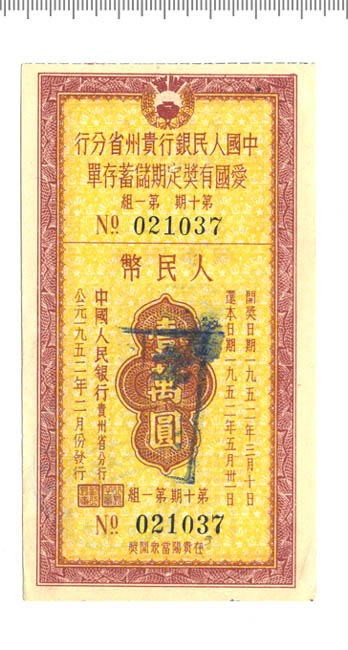 中國人民銀行貴州省分行
愛國有獎定期儲蓄存單
第十期 第一組
No 021037
人民幣
開獎日期一九五二年三月十日
還本日期一九五二年五月卅一日
壹萬圓
中國人民銀行貴州省分行
公元一九五二年二月份發行
第十期第一組
No 021037
在貴陽當眾開獎